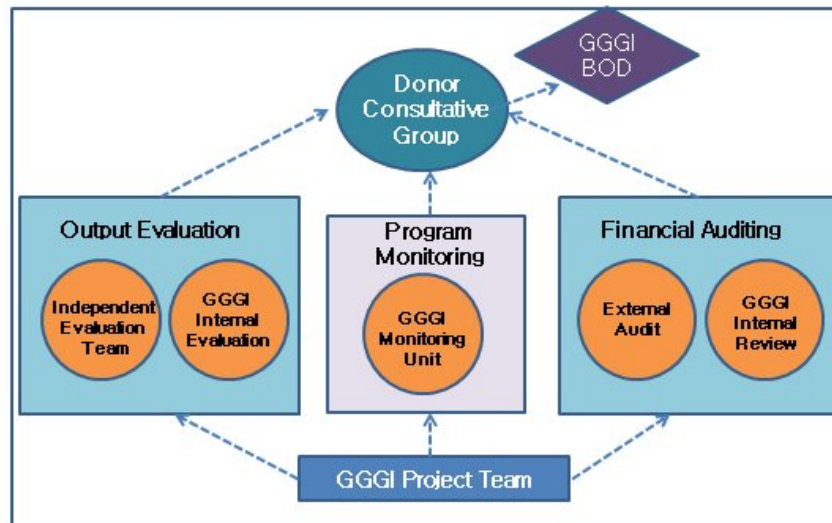 GGGI
BOD
Donor
Consultative
Group
Output Evaluation
Independent
Evaluation
Team
GGGI
Internal
Evaluation
Program
Monitoring
GGGI
Monitoring
Unit
Financial Auditing
External
Audit
GGGI
Internal
Review
GGGI Project Team